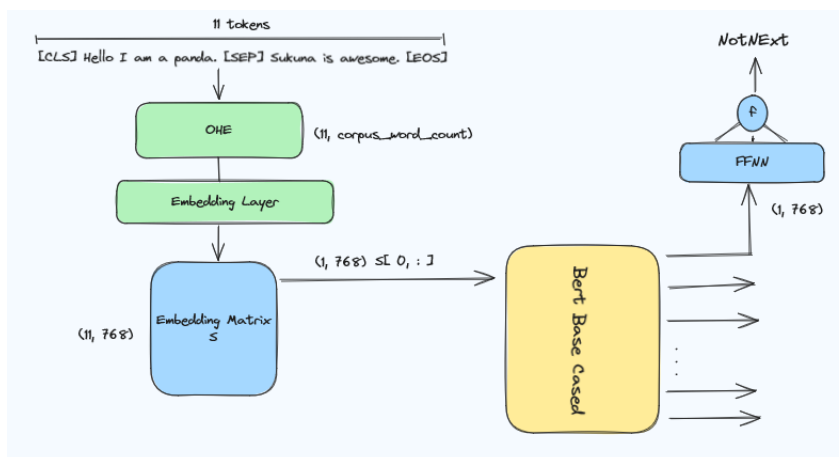 11 tokens
[CLS] Hello I am a panda. [SEP] Sukuna is awesome. [EOS]
OHE
(11, corpus_word_count)
Embedding Layer
(1, 768) S[ 0, : ]
Embedding Matrix
S
(11, 768)
Bert Base Cased
NotNExt
f
FFNN
(1, 768)